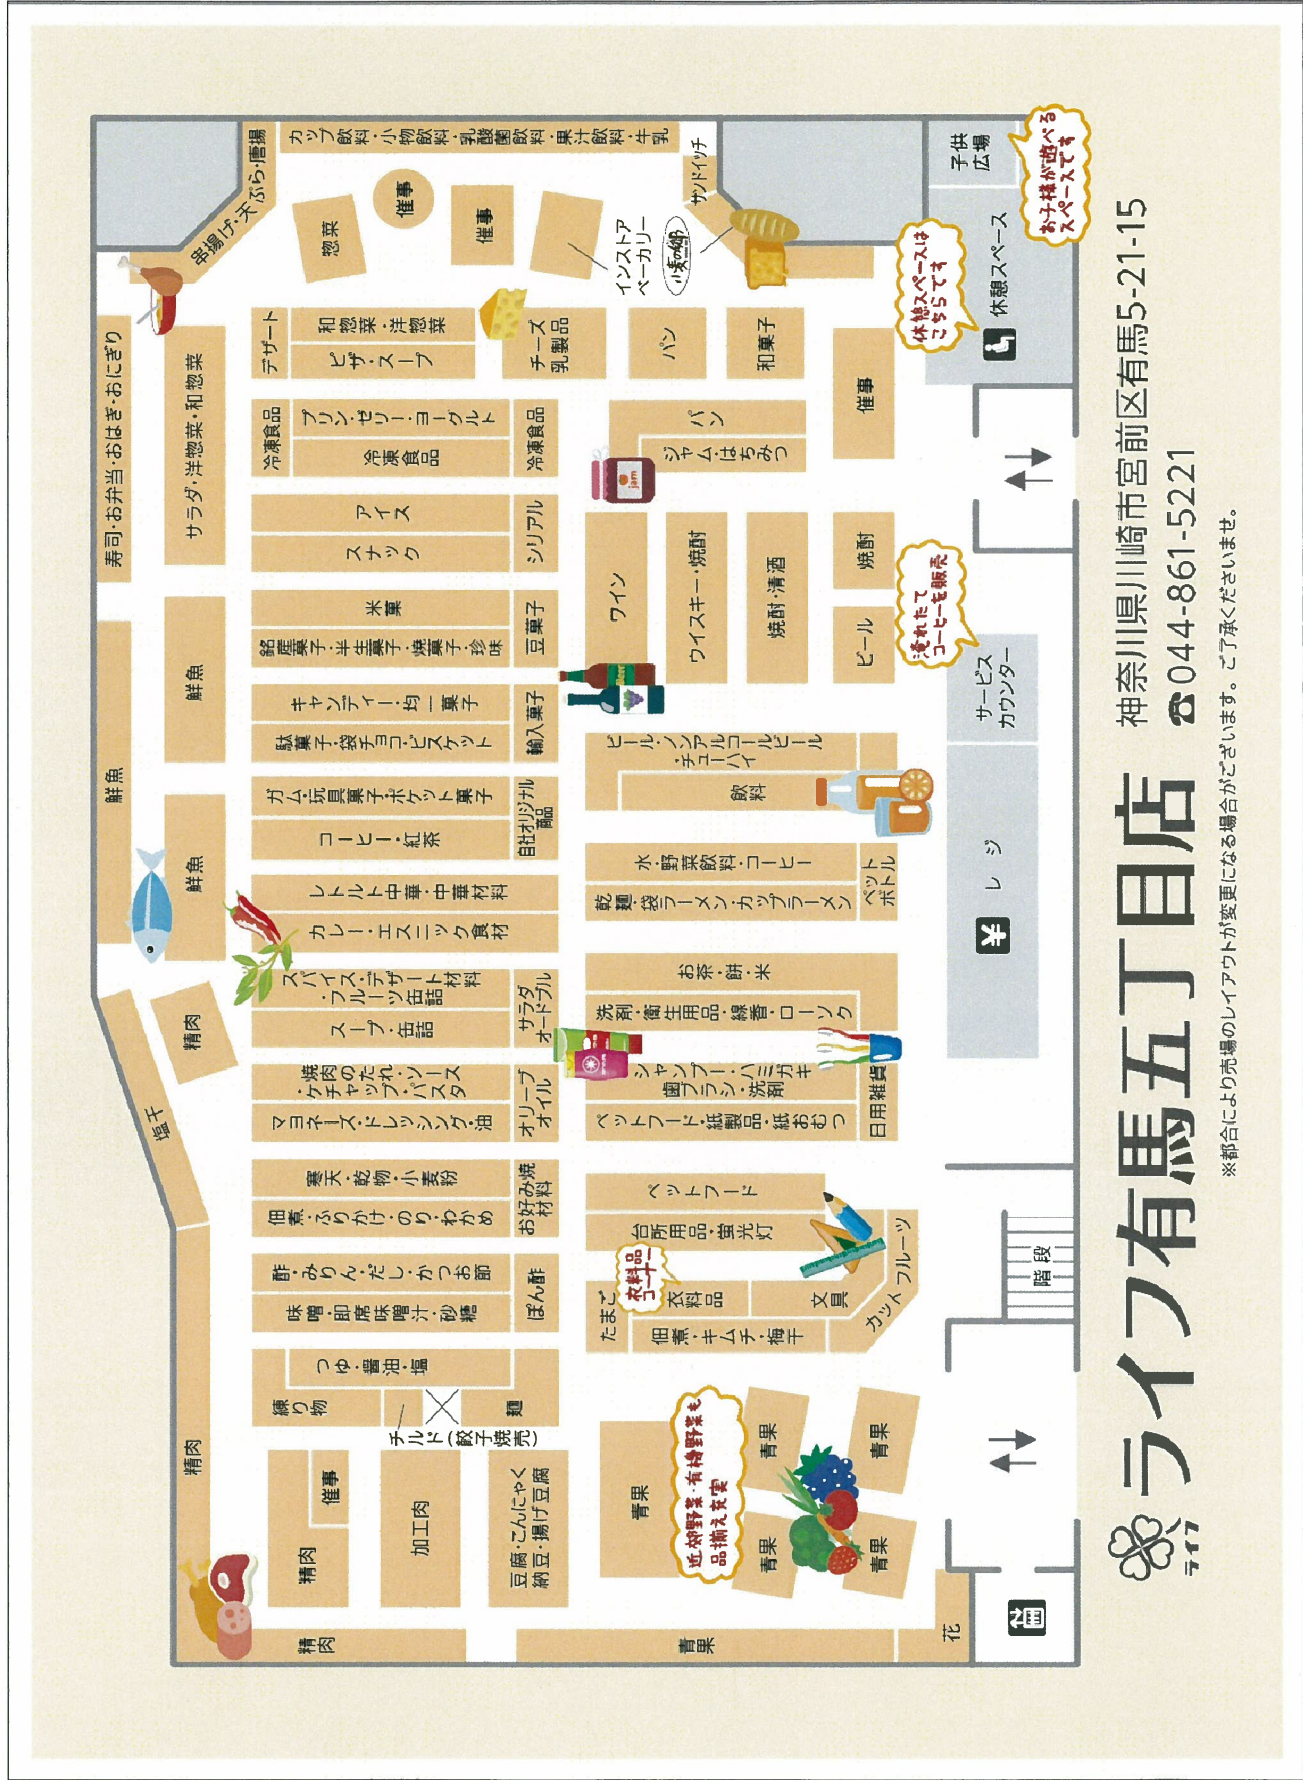 寿司・お弁当・おはぎ・おにぎり
串揚げ・天ぷら・唐揚
カップ飲料・小物飲料・乳酸菌飲料・果汁飲料・牛乳
サンドイッチ
惣菜
催事
催事
インストア
ベーカリー
小麦の郷
サラダ・洋惣菜・和惣菜
デザート
和惣菜・洋惣菜
ピザ・スープ
チーズ
乳製品
パン
和菓子
催事
冷凍食品
プリン・ゼリー・ヨーグルト
冷凍食品
冷凍食品
パン
ジャム・はちみつ
jam
アイス
スナック
シリアル
ワイン
ウイスキー・焼酎
焼酎・清酒
焼酎
ビール
鮮魚
鮮魚
鮮魚
米菓
銘産菓子・半生菓子・焼菓子・珍味
豆菓子
キャンディー・均一菓子
駄菓子・袋チョコ・ビスケット
輸入菓子
ビール・ノンアルコールビール
・チューハイ
飲料
ガム・玩具菓子・ポケット菓子
コーヒー・紅茶
自社オリジナル
商品
水・野菜飲料・コーヒー
乾麺・袋ラーメン・カップラーメン
ペット
ボトル
レトルト中華・中華材料
カレー・エスニック食材
スパイス・デザート材料
・フルーツ缶詰
スープ・缶詰
サラダ
オードブル
お茶・餅・米
洗剤・衛生用品・線香・ローソク
精肉
塩干
焼肉のたれ・ソース
・ケチャップ・パスタ
マヨネーズ・ドレッシング・油
オリーブ
オイル
シャンプー・ハミガキ
歯ブラシ・洗剤
ペットフード・紙製品・紙おむつ
日用雑貨
寒天・乾物・小麦粉
佃煮・ふりかけ・のり・わかめ
お好み焼
材料
ペットフード
台所用品・蛍光灯
衣料品
コーナー
衣料品
文具
たまご
佃煮・キムチ・梅干
カットフルーツ
酢・みりん・だし・かつお節
味噌・即席味噌汁・砂糖
ぽん酢
つゆ・醤油・塩
練り物
麺
チルド(餃子焼売)
精肉
精肉
催事
加工肉
豆腐・こんにゃく
納豆・揚げ豆腐
精肉
青果
近郊野菜・有機野菜も
品揃え充実
青果
青果
青果
青果
青果
花
子供
広場
お子様が遊べる
スペースです
休憩スペース
休憩スペースは
こちらです
淹れたて
コーヒーを販売
サービス
カウンター
レジ
階段
ライフ
ライフ有馬五丁目店
神奈川県川崎市宮前区有馬5-21-15
☎044-861-5221
※都合により売場のレイアウトが変更になる場合がございます。ご了承くださいませ。